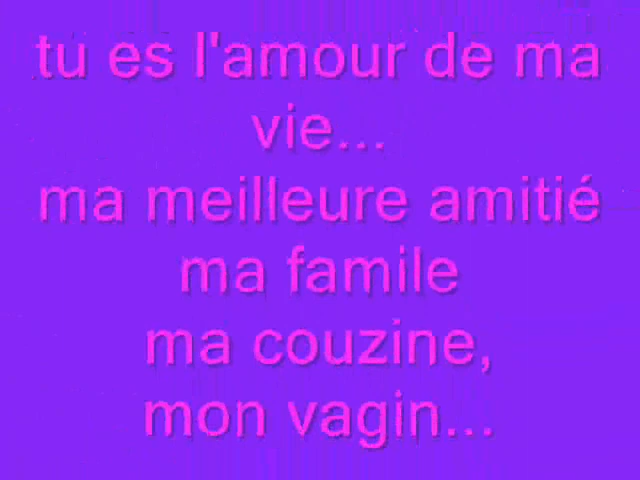 tu es l'amour de ma
vie...
ma meilleure amitié
ma famile
ma couzine,
mon vagin...